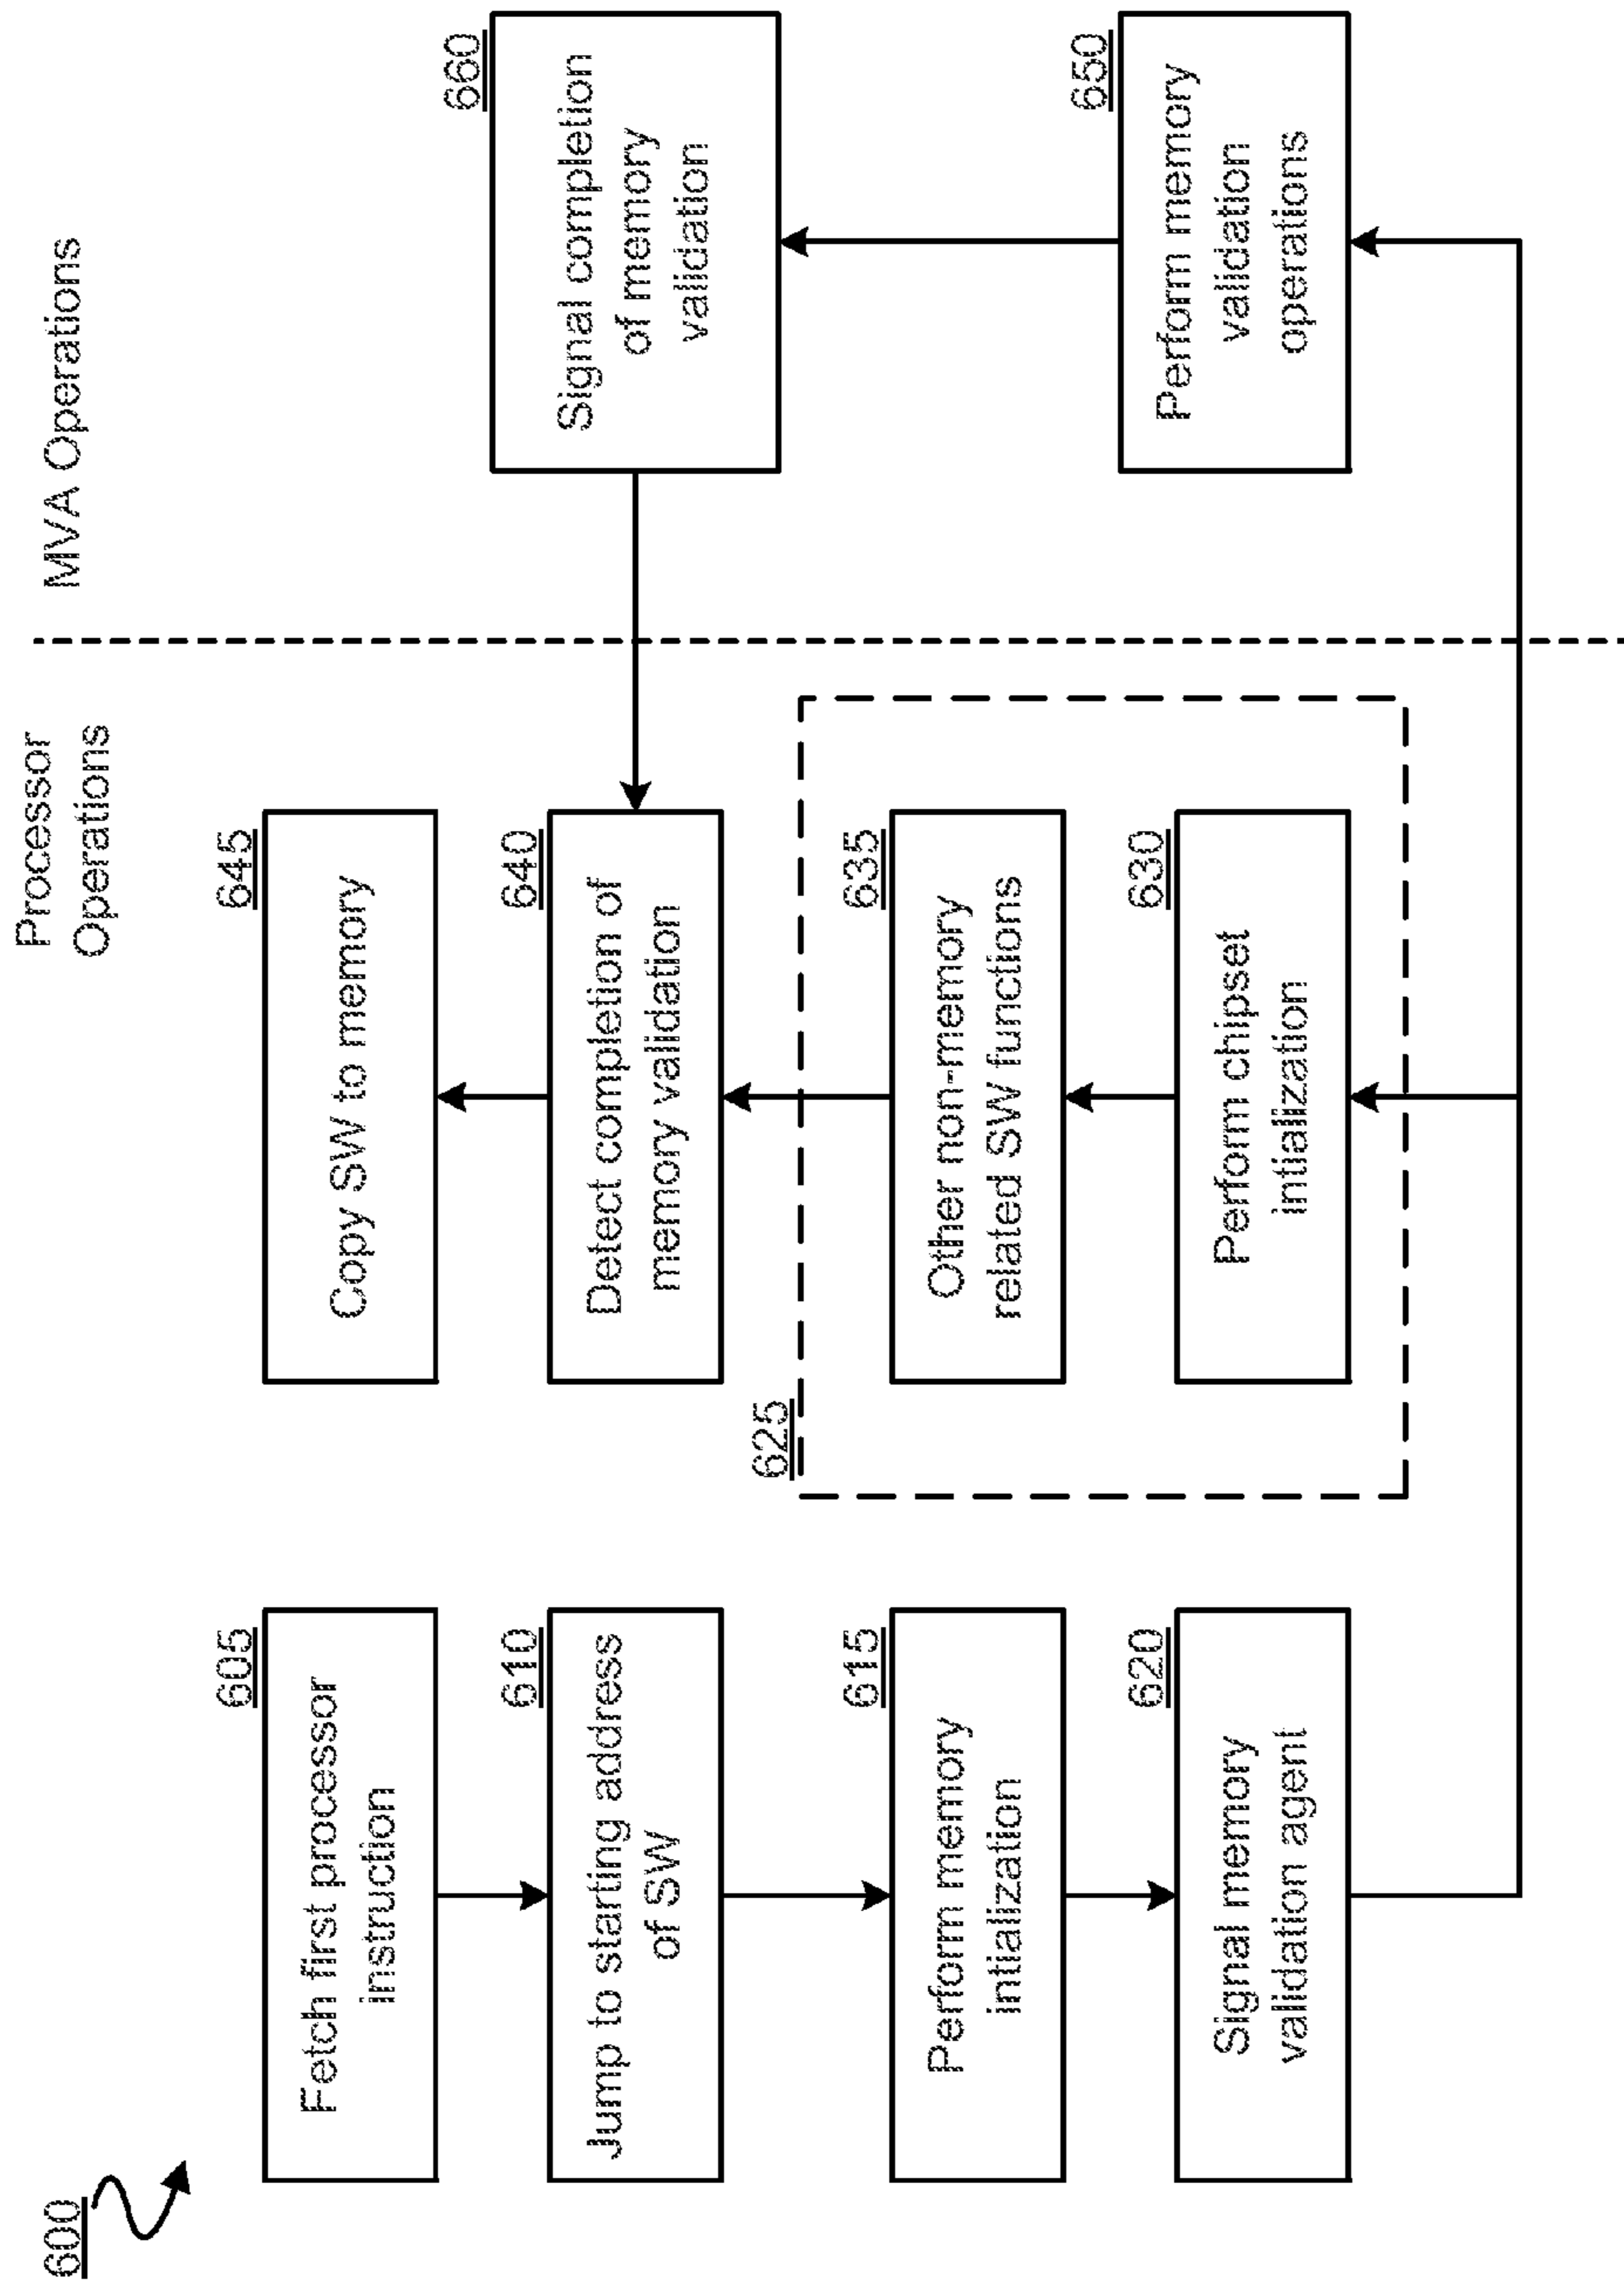 600
Processor
Operations
MVA Operations
605
Fetch first processor
instruction
610
Jump to starting address
of SW
615
Perform memory
intialization
620
Signal memory
validation agent
625
645
Copy SW to memory
640
Detect completion of
memory validation
635
Other non-memory
related SW functions
630
Perform chipset
intialization
660
Signal completion
of memory
validation
650
Perform memory
validation
operations